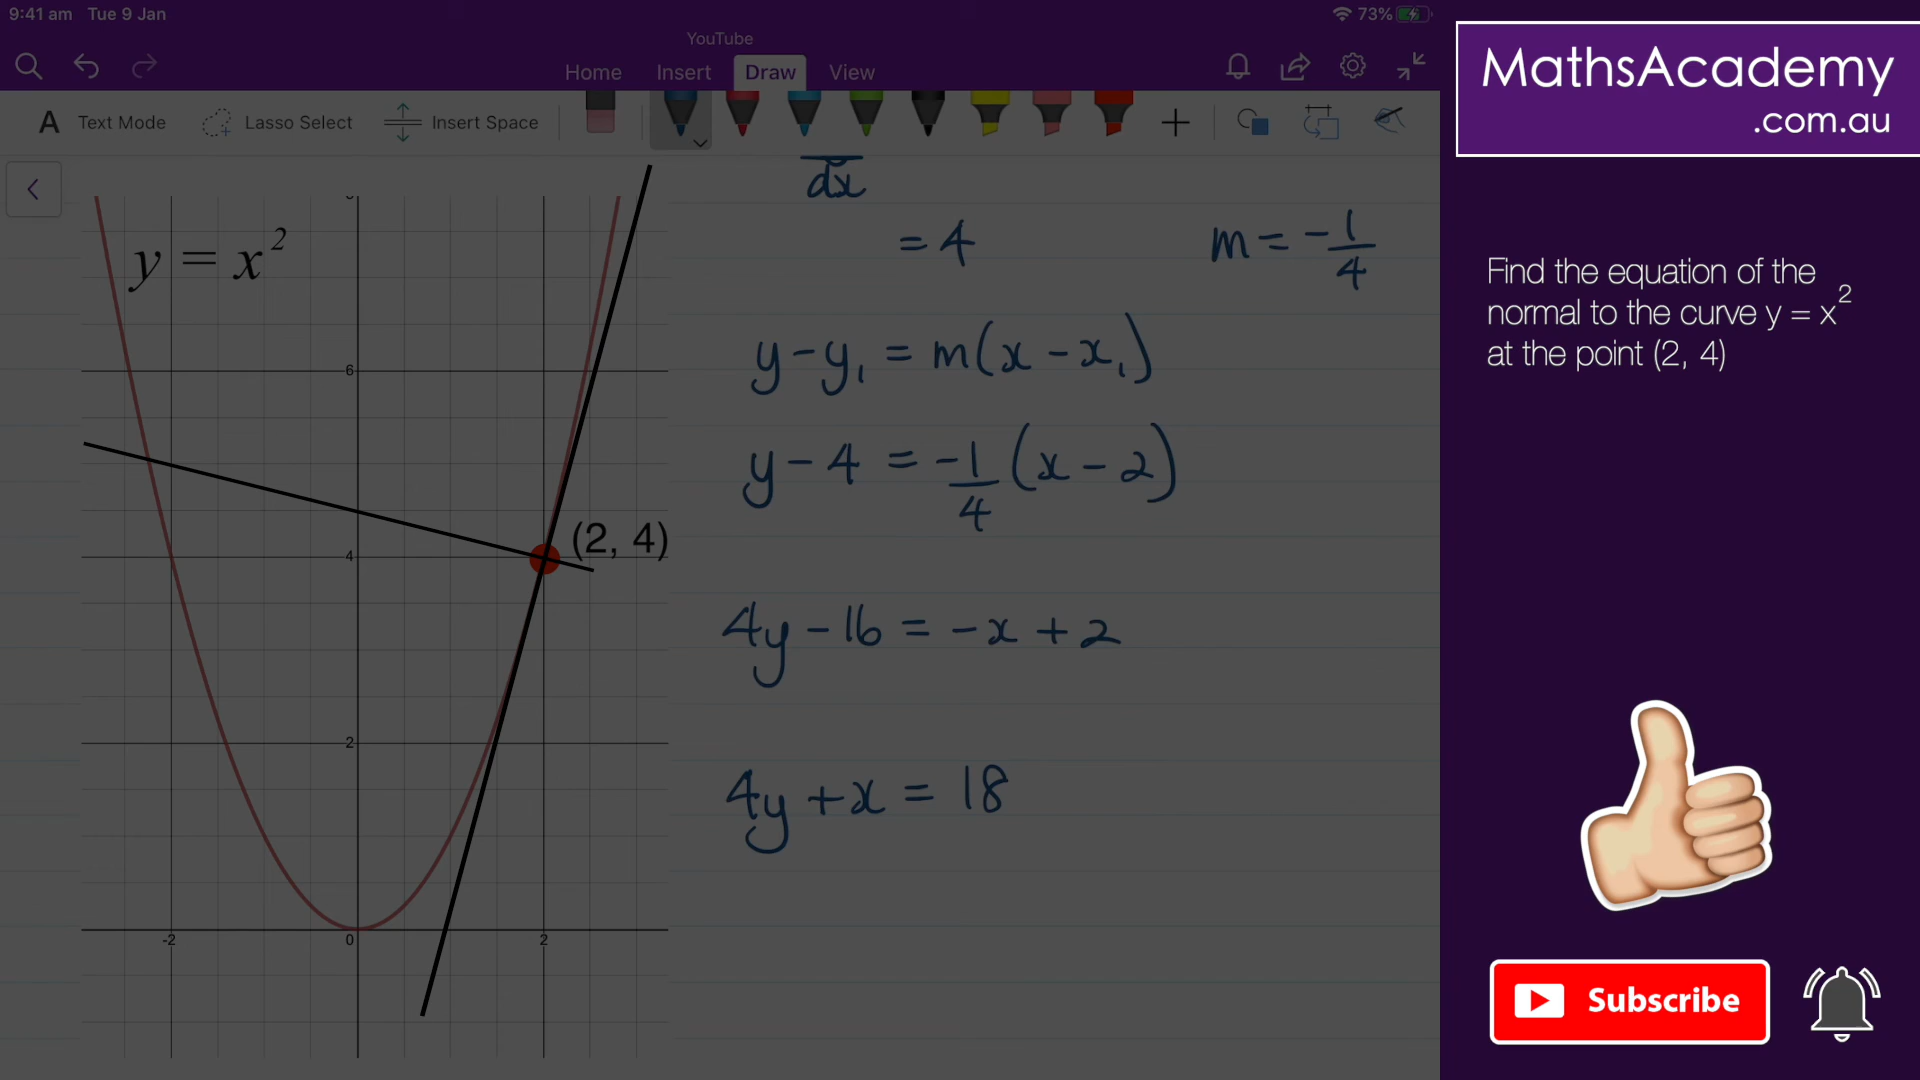 9:41 am Tue 9 Jan
73%
YouTube
Home Insert Draw View
A Text Mode Lasso Select Insert Space
MathsAcademy
.com.au
Find the equation of the
normal to the curve y = x²
at the point (2, 4)
y = x²
6
4
2
-2 0 2
(2, 4)
dx
= 4
m = -1/4
y - y₁ = m(x - x₁)
y - 4 = -1/4 (x - 2)
4y - 16 = -x + 2
4y + x = 18
Subscribe